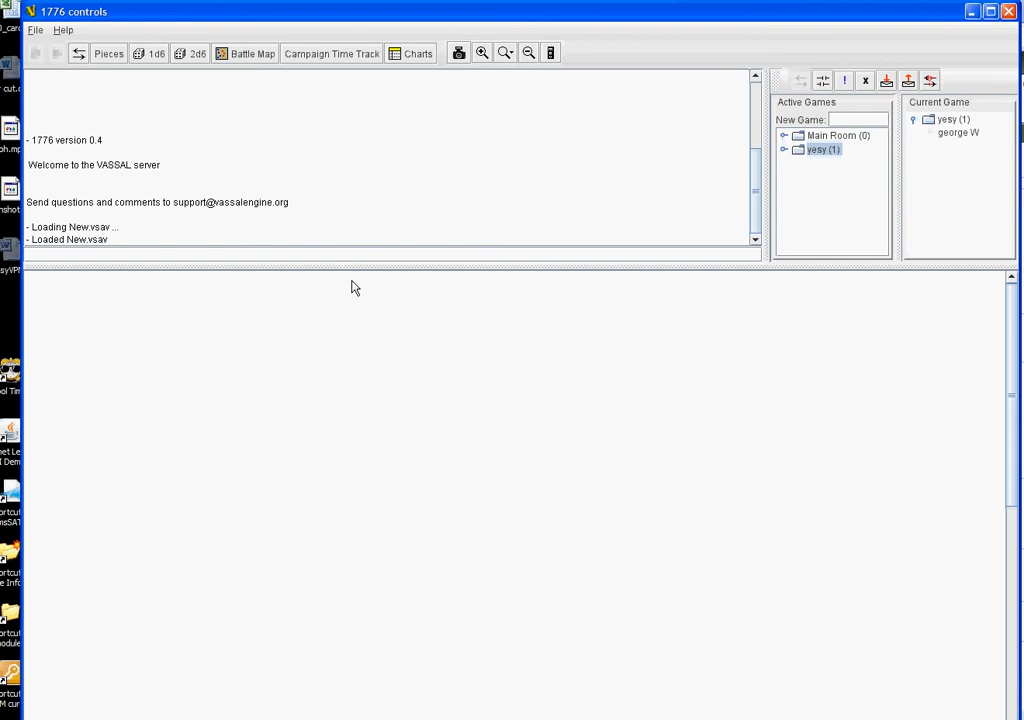 1776 controls
File Help
Pieces 1d6 2d6 Battle Map Campaign Time Track Charts
- 1776 version 0.4
Welcome to the VASSAL server
Send questions and comments to support@vassalengine.org
- Loading New.vsav ...
- Loaded New.vsav
Active Games
New Game:
Main Room (0)
yesy (1)
Current Game
yesy (1)
george W